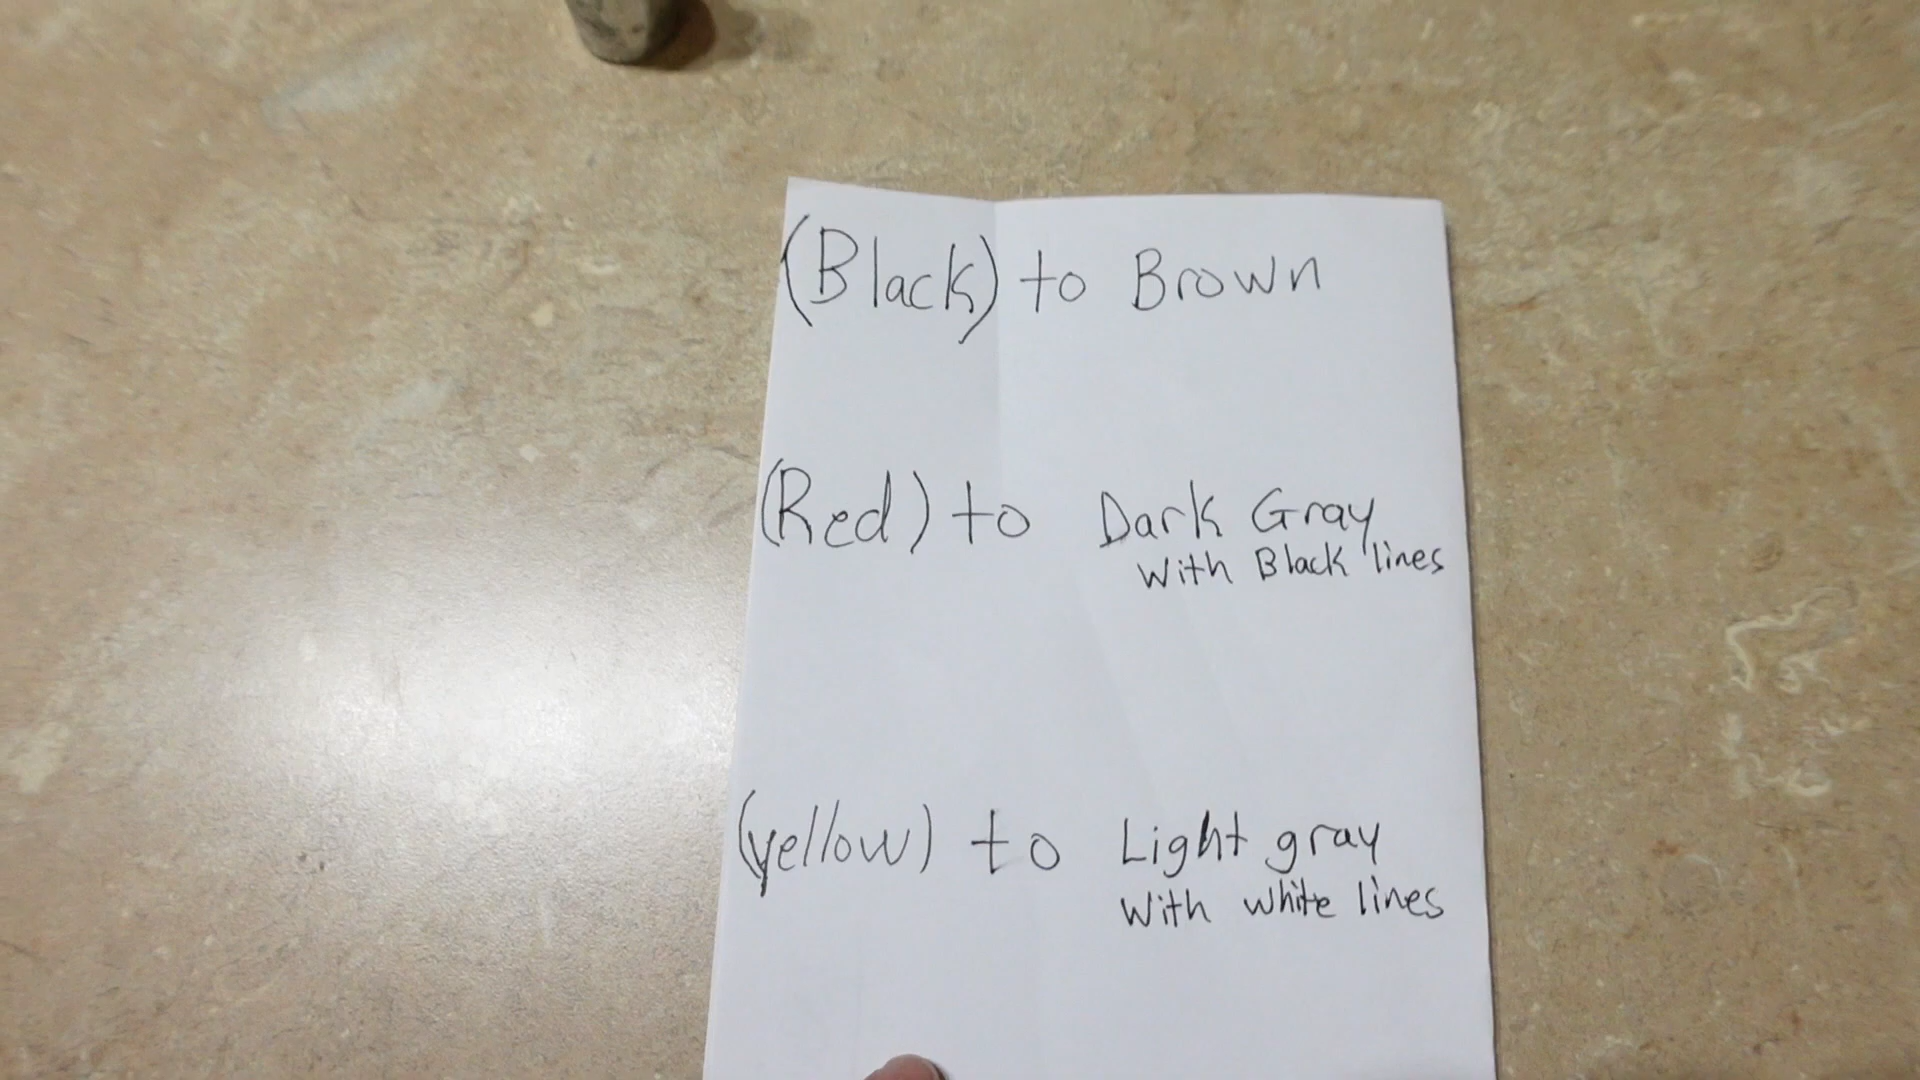 (Black) to Brown
(Red) to Dark Gray
With Black lines
(yellow) to Light gray
With white lines